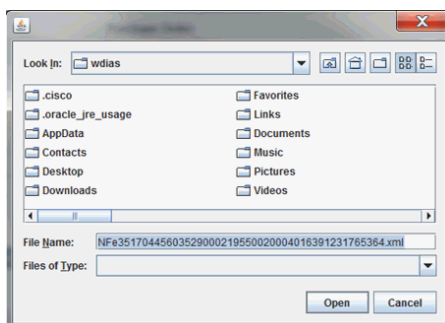 Look In: wdias
.cisco Favorites
.oracle_jre_usage Links
AppData Documents
Contacts Music
Desktop Pictures
Downloads Videos
File Name: NFe35170445603529000219550020004016391231765364.xml
Files of Type:
Open Cancel